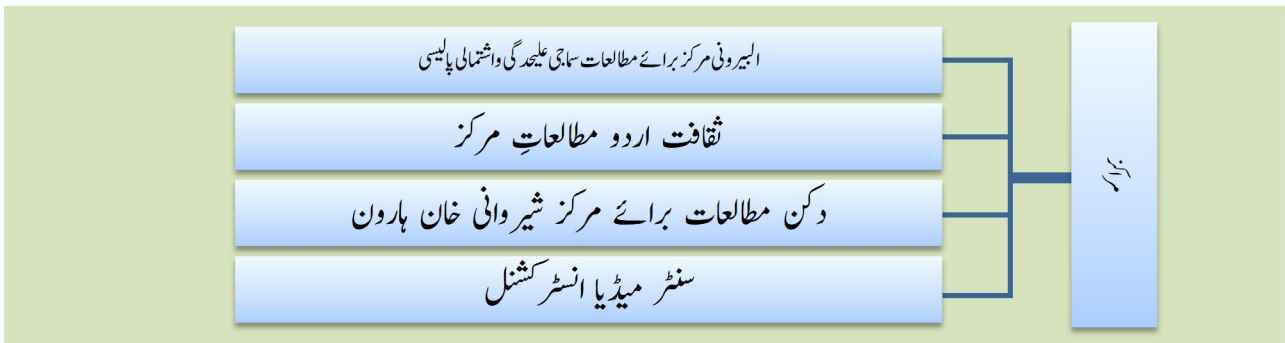 مراکز
البیرونی مرکز برائے مطالعات سماجی علیحدگی واشتمالی پالیسی
ثقافت اردو مطالعاتِ مرکز
دکن مطالعات برائے مرکز شیروانی خان ہارون
سنٹر میڈیا انسٹرکشنل